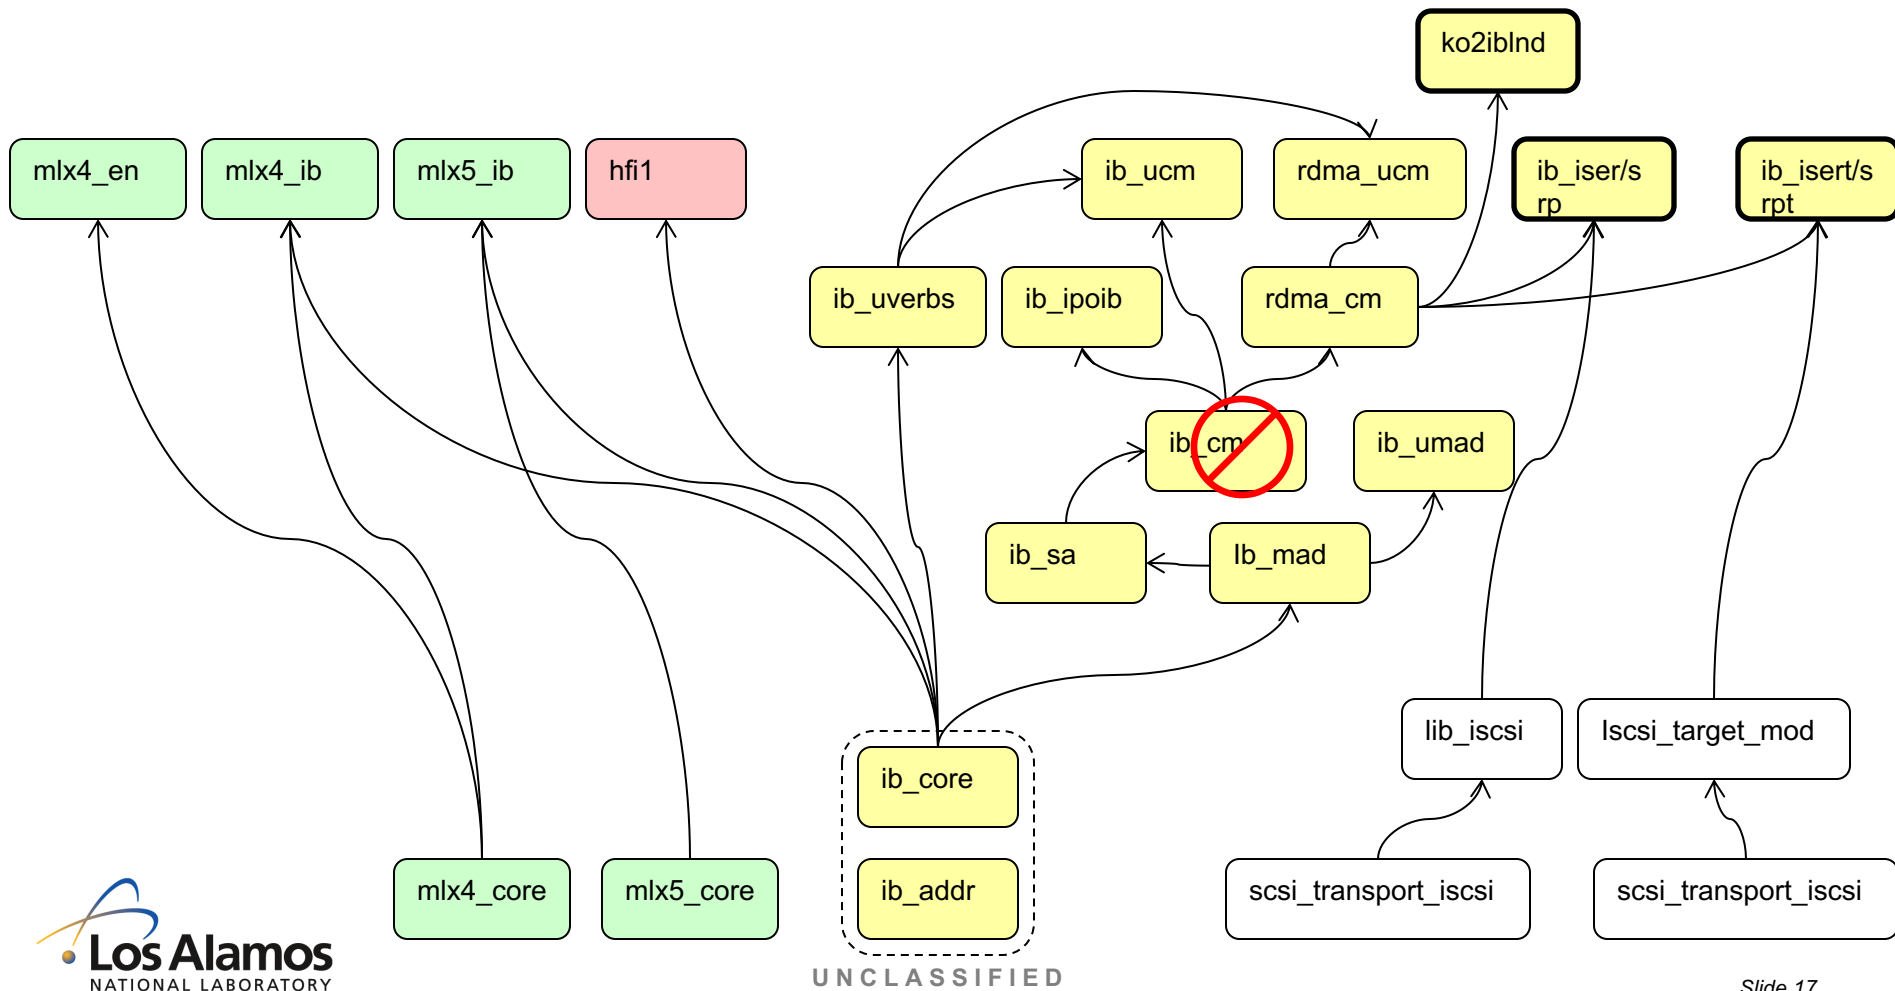 ko2iblnd
mlx4_en
mlx4_ib
mlx5_ib
hfi1
ib_ucm
rdma_ucm
ib_iser/s
rp
ib_isert/s
rpt
ib_uverbs
ib_ipoib
rdma_cm
ib_cm
ib_umad
ib_sa
Ib_mad
lib_iscsi
Iscsi_target_mod
ib_core
mlx4_core
mlx5_core
ib_addr
scsi_transport_iscsi
scsi_transport_iscsi
Los Alamos
NATIONAL LABORATORY
UNCLASSIFIED
Slide 17